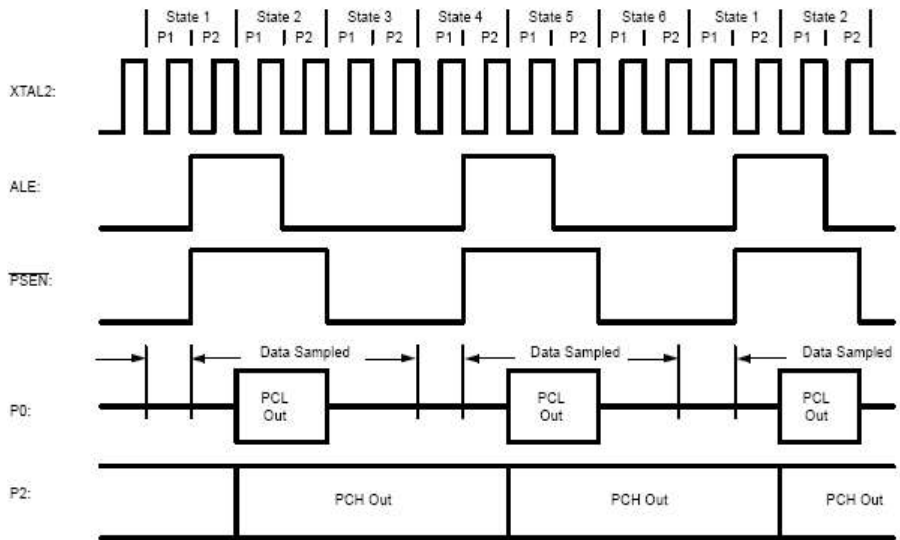 State 1 State 2 State 3 State 4 State 5 State 6 State 1 State 2
P1 P2 P1 P2 P1 P2 P1 P2 P1 P2 P1 P2 P1 P2 P1 P2
XTAL2:
ALE:
PSEN:
Data Sampled Data Sampled Data Sampled
P0:
PCL PCL PCL
Out Out Out
P2:
PCH Out PCH Out PCH Out